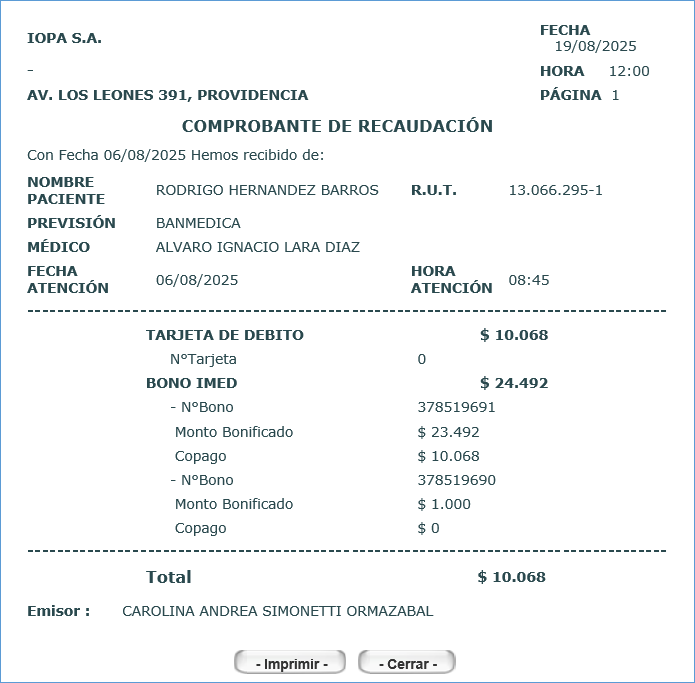 IOPA S.A.
FECHA
19/08/2025
-
HORA 12:00
AV. LOS LEONES 391, PROVIDENCIA
PÁGINA 1
COMPROBANTE DE RECAUDACIÓN
Con Fecha 06/08/2025 Hemos recibido de:
NOMBRE PACIENTE RODRIGO HERNANDEZ BARROS R.U.T. 13.066.295-1
PREVISIÓN BANMEDICA
MÉDICO ALVARO IGNACIO LARA DIAZ
FECHA ATENCIÓN 06/08/2025 HORA ATENCIÓN 08:45
TARJETA DE DEBITO $ 10.068
N°Tarjeta 0
BONO IMED $ 24.492
- N°Bono 378519691
Monto Bonificado $ 23.492
Copago $ 10.068
- N°Bono 378519690
Monto Bonificado $ 1.000
Copago $ 0
Total $ 10.068
Emisor : CAROLINA ANDREA SIMONETTI ORMAZABAL
- Imprimir - - Cerrar -